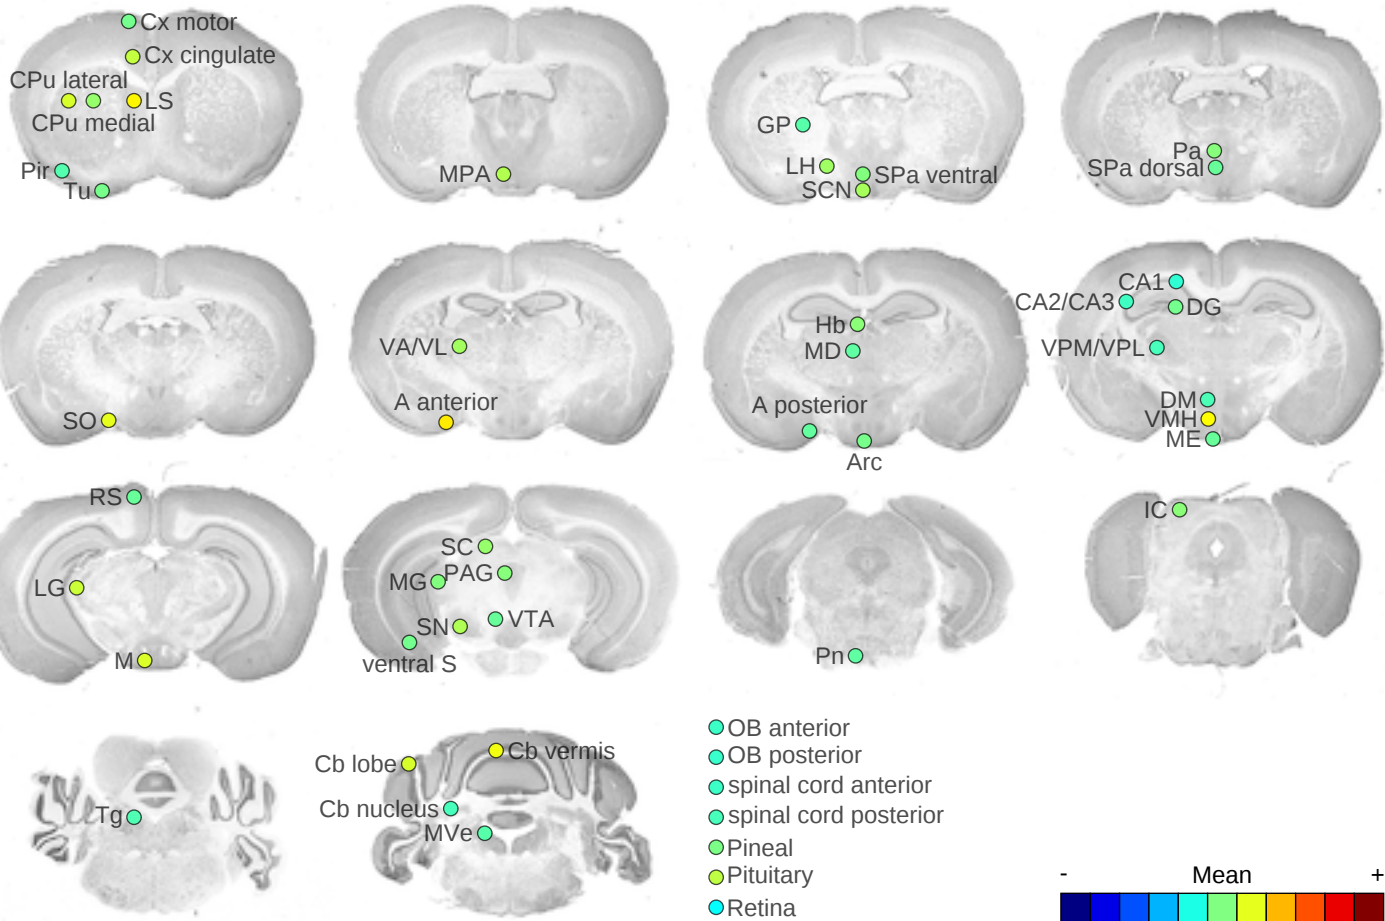 Cx motor
Cx cingulate
CPu lateral
LS
CPu medial
Pir
Tu
MPA
GP
LH
SPa ventral
SCN
Pa
SPa dorsal
SO
VA/VL
A anterior
Hb
MD
A posterior
Arc
CA1
CA2/CA3
DG
VPM/VPL
DM
VMH
ME
RS
LG
M
SC
MG
PAG
SN
VTA
ventral S
Pn
IC
Tg
Cb lobe
Cb vermis
Cb nucleus
MVe
OB anterior
OB posterior
spinal cord anterior
spinal cord posterior
Pineal
Pituitary
Retina
- Mean +